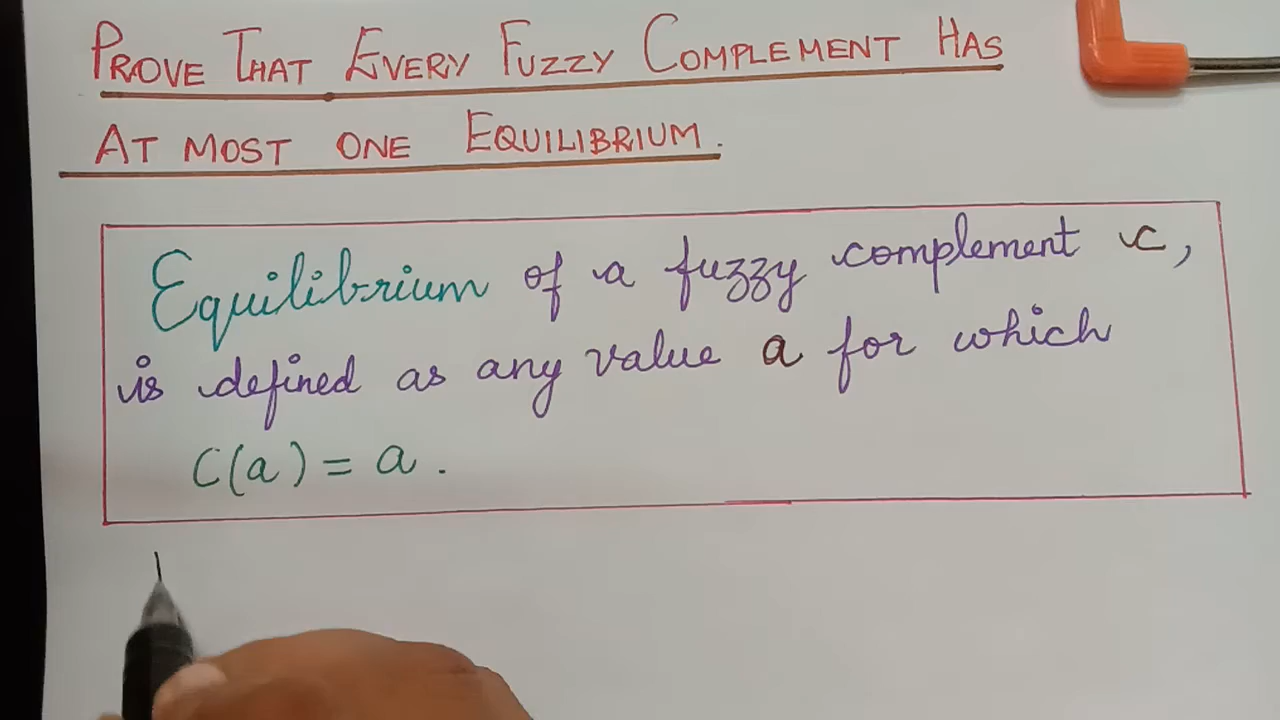 PROVE THAT EVERY FUZZY COMPLEMENT HAS
AT MOST ONE EQUILIBRIUM.
Equilibrium of a fuzzy complement c,
is defined as any value a for which
C(a) = a.